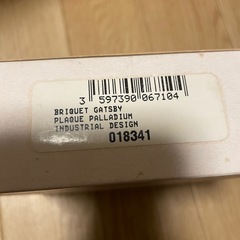 3 597390 067104
BRIQUET GATSBY
PLAQUE PALLADIUM
INDUSTRIAL DESIGN
018341